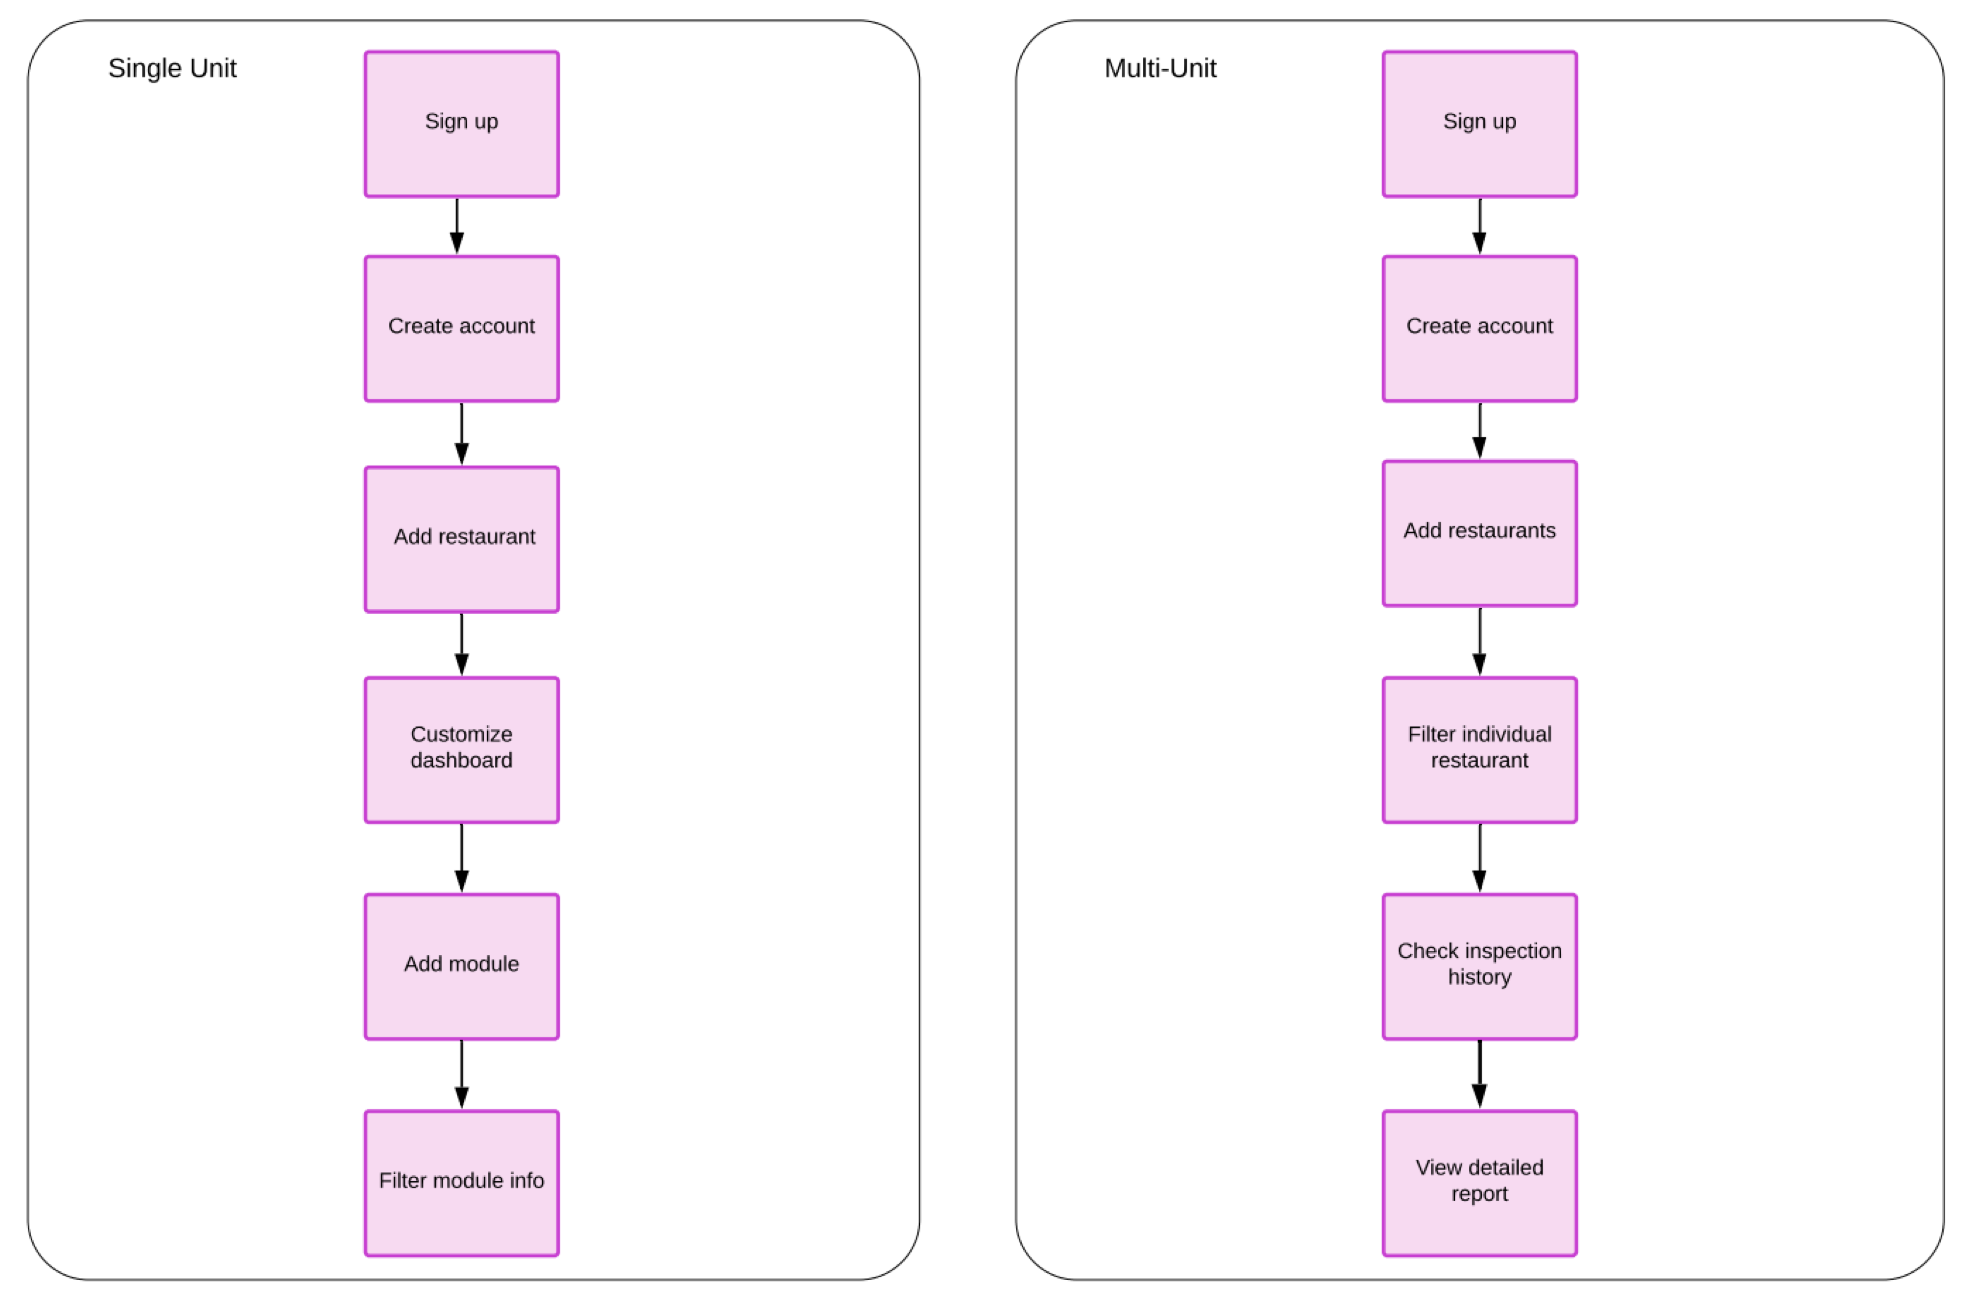 Single Unit
Sign up
Create account
Add restaurant
Customize
dashboard
Add module
Filter module info
Multi-Unit
Sign up
Create account
Add restaurants
Filter individual
restaurant
Check inspection
history
View detailed
report